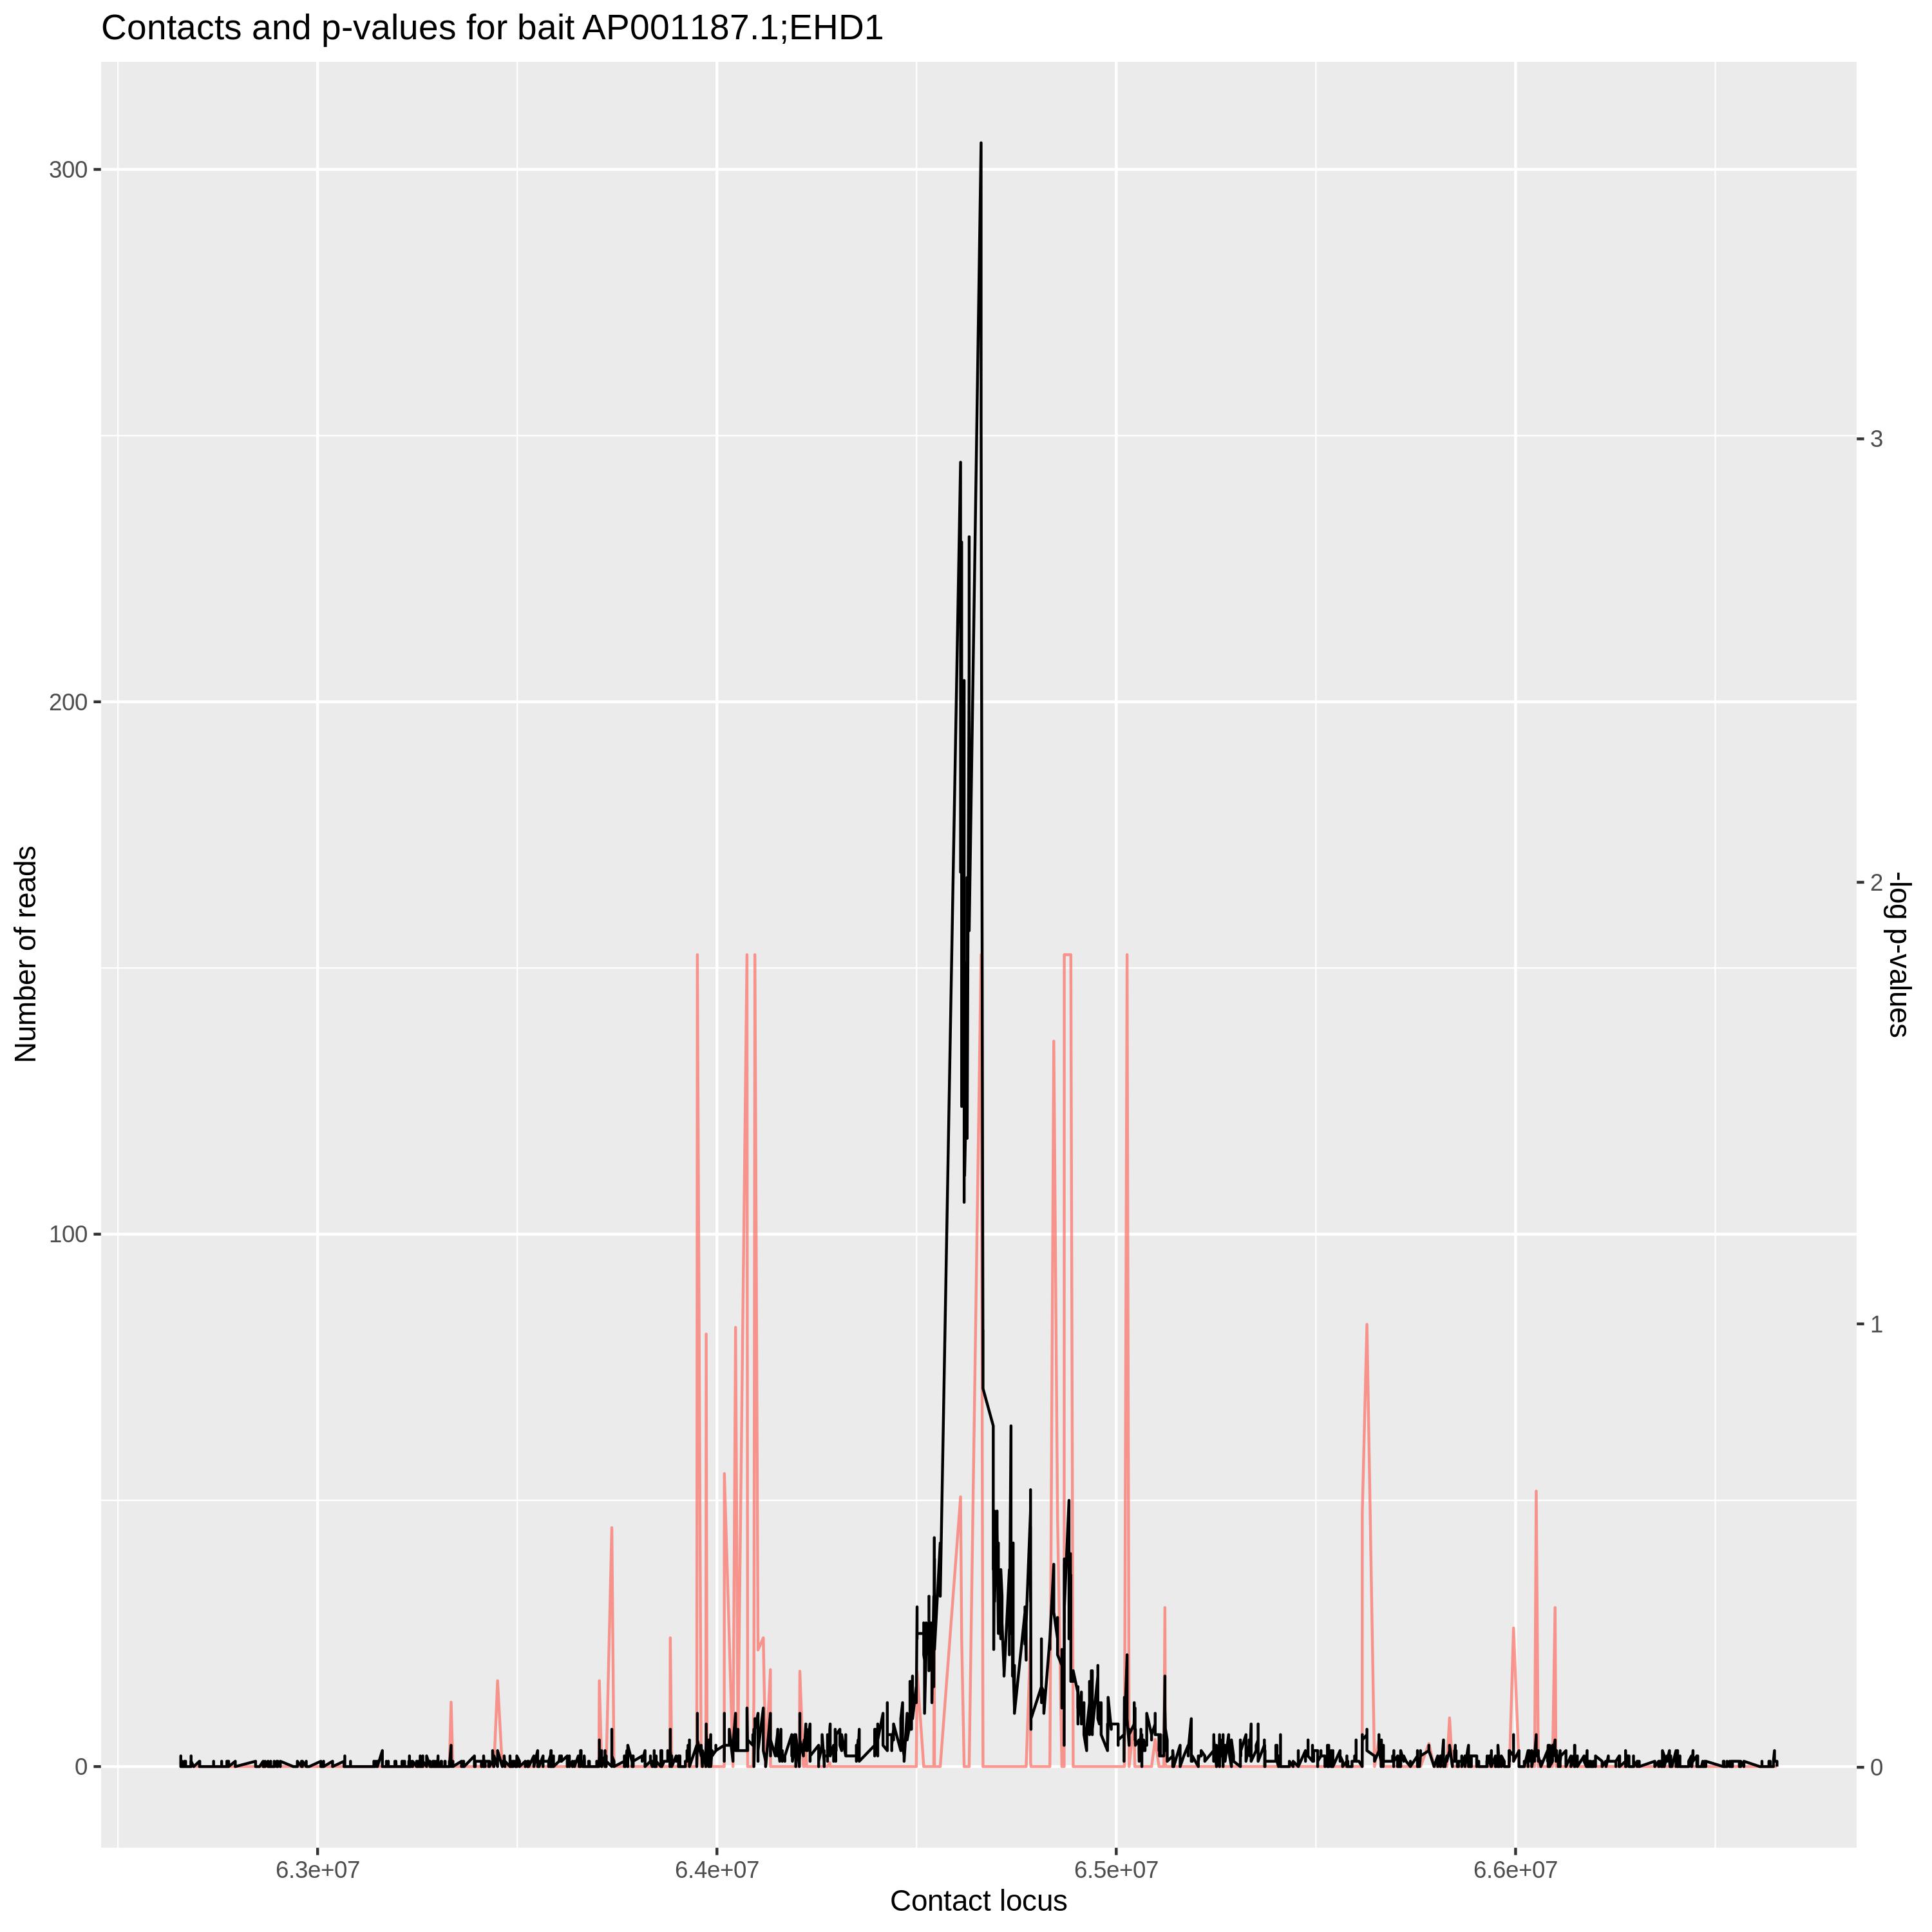 Contacts and p-values for bait AP001187.1;EHD1
300
200
100
0
Number of reads
3
2
1
0
-log p-values
6.3e+07 6.4e+07 6.5e+07 6.6e+07
Contact locus